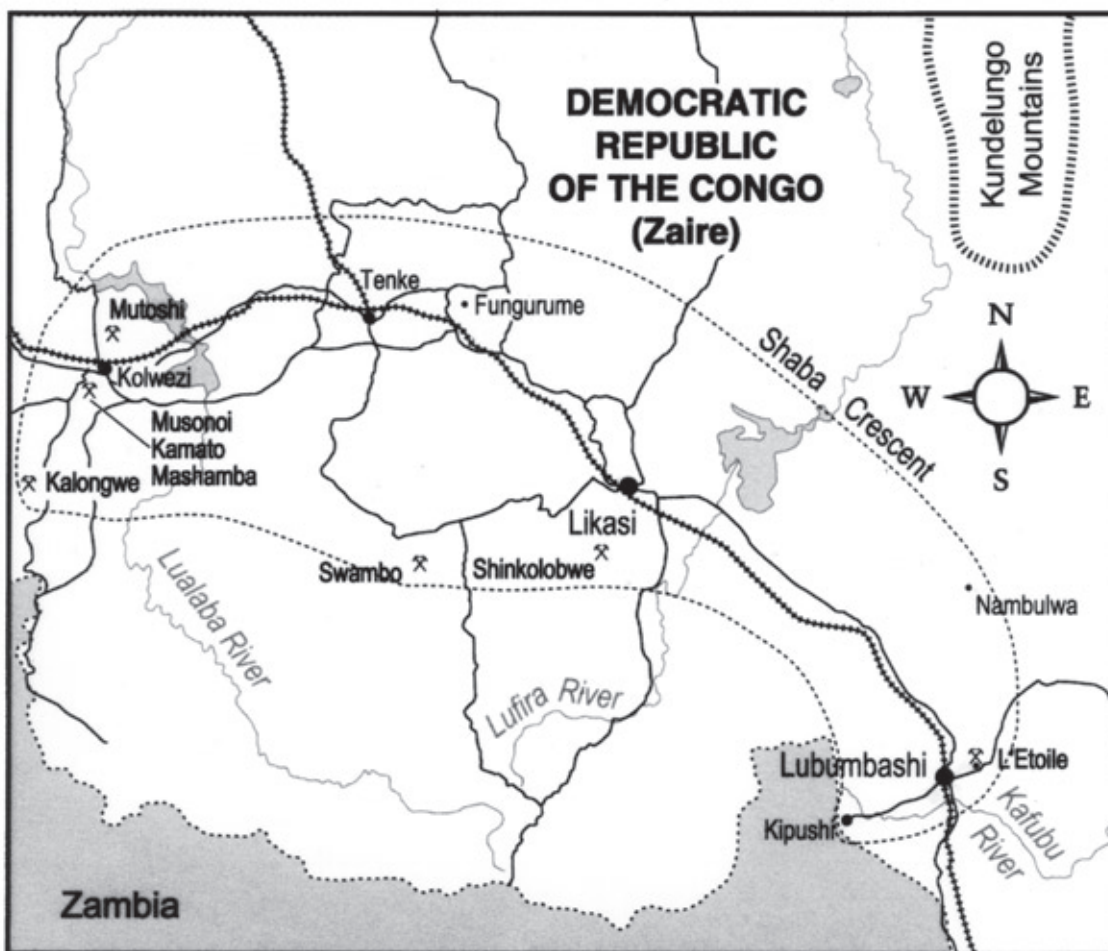 DEMOCRATIC
REPUBLIC
OF THE CONGO
(Zaire)
Kundelungo
Mountains
Tenke
Fungurume
Mutoshi
Kolwezi
Musonoi
Kamato
Mashamba
Kalongwe
Shaba Crescent
N
W
E
S
Likasi
Swambo
Shinkolobwe
Nambulwa
Lualaba River
Lufira River
Lubumbashi
L'Etoile
Kipushi
Kafubu
River
Zambia